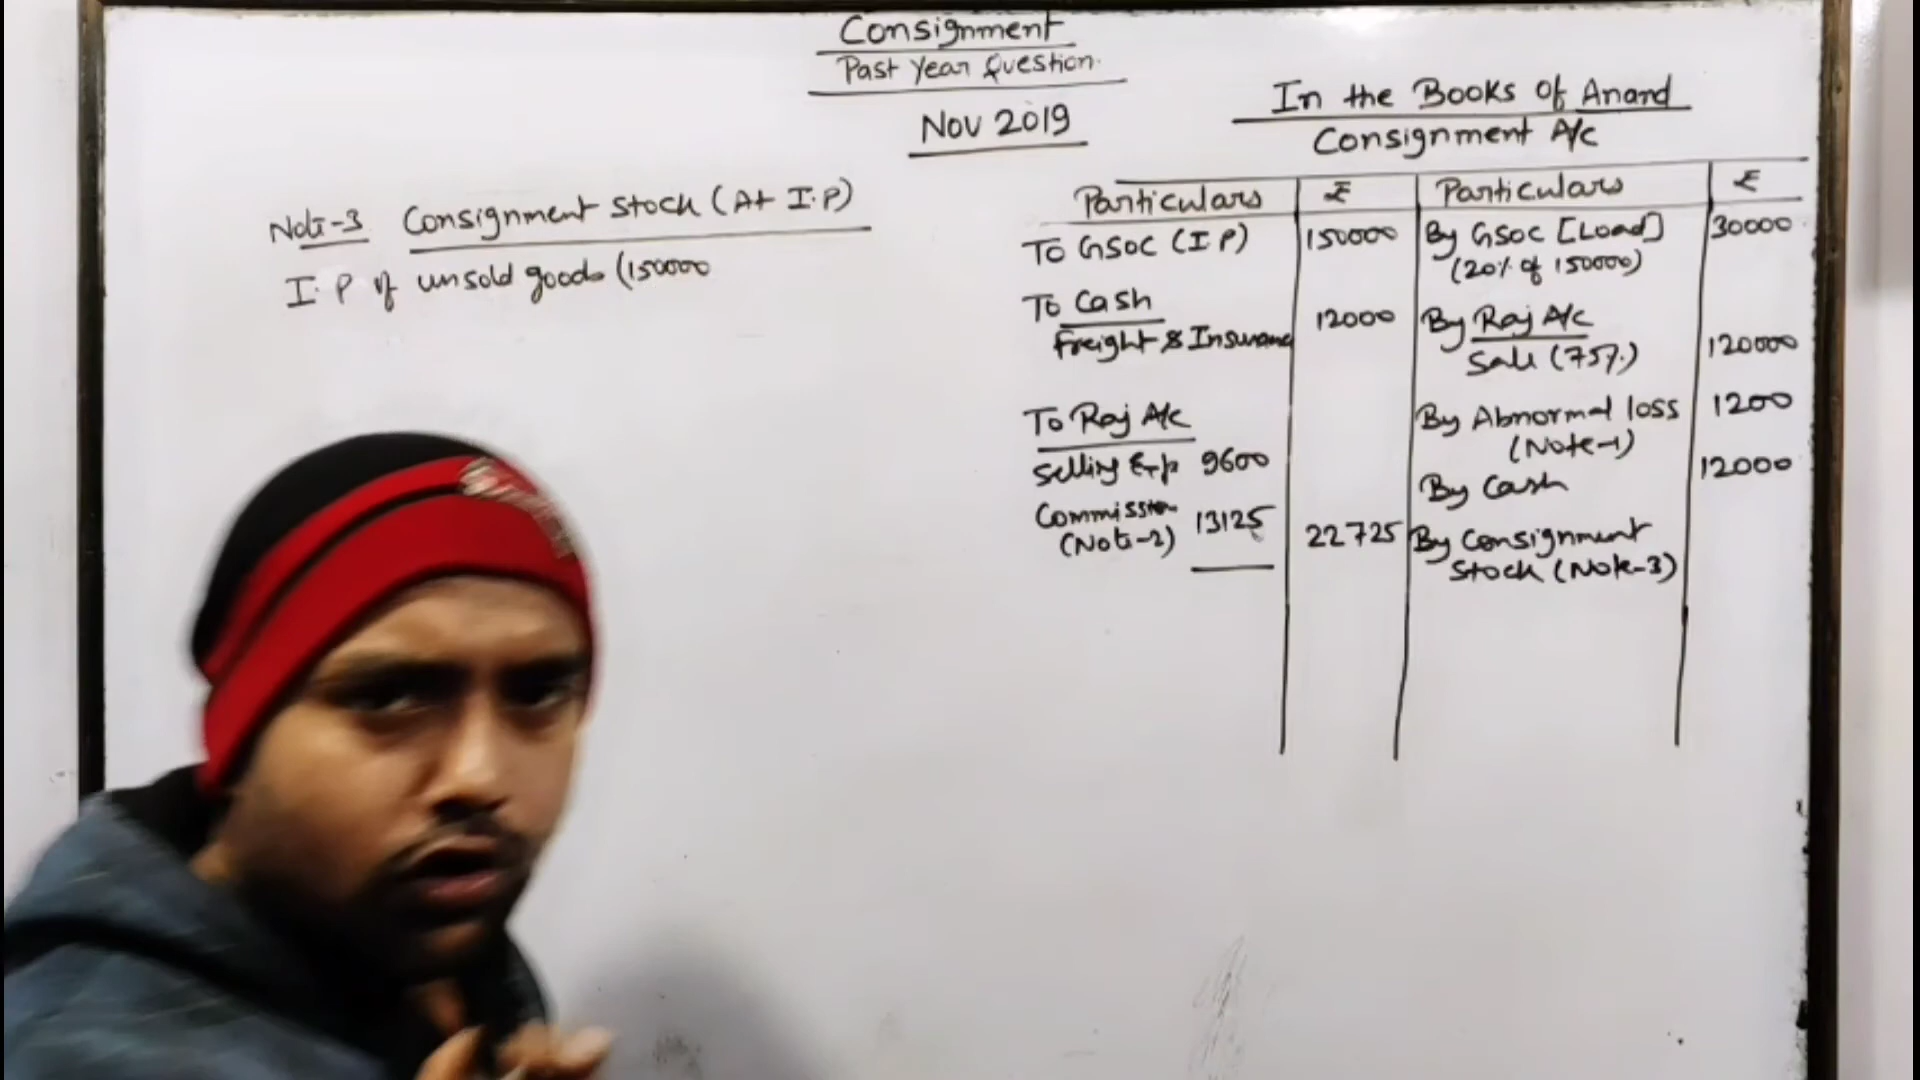 Consignment
Past Year Question.
Nov 2019
Note-3 Consignment Stock (At I.P)
I.P of unsold goods (150000
In the Books Of Anand
Consignment A/c
Particulars ₹ Particulars ₹
To GSOC (I P) 150000 By GSOC [Load] 30000
(20% of 150000)
To Cash
Freight & Insurance 12000 By Raj A/c
Sale (75%) 120000
To Raj A/c By Abnormal loss 1200
(Note-1)
Selling Exp 9600 By Cash 12000
Commission
(Note-2) 13125 22725 By Consignment
Stock (Note-3)